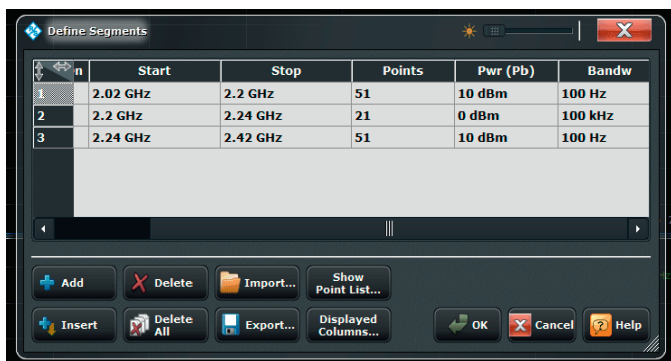 Define Segments
n Start Stop Points Pwr (Pb) Bandw
1 2.02 GHz 2.2 GHz 51 10 dBm 100 Hz
2 2.2 GHz 2.24 GHz 21 0 dBm 100 kHz
3 2.24 GHz 2.42 GHz 51 10 dBm 100 Hz
Add Delete Import... Show
Point List...
Insert Delete
All Export... Displayed
Columns... OK Cancel Help